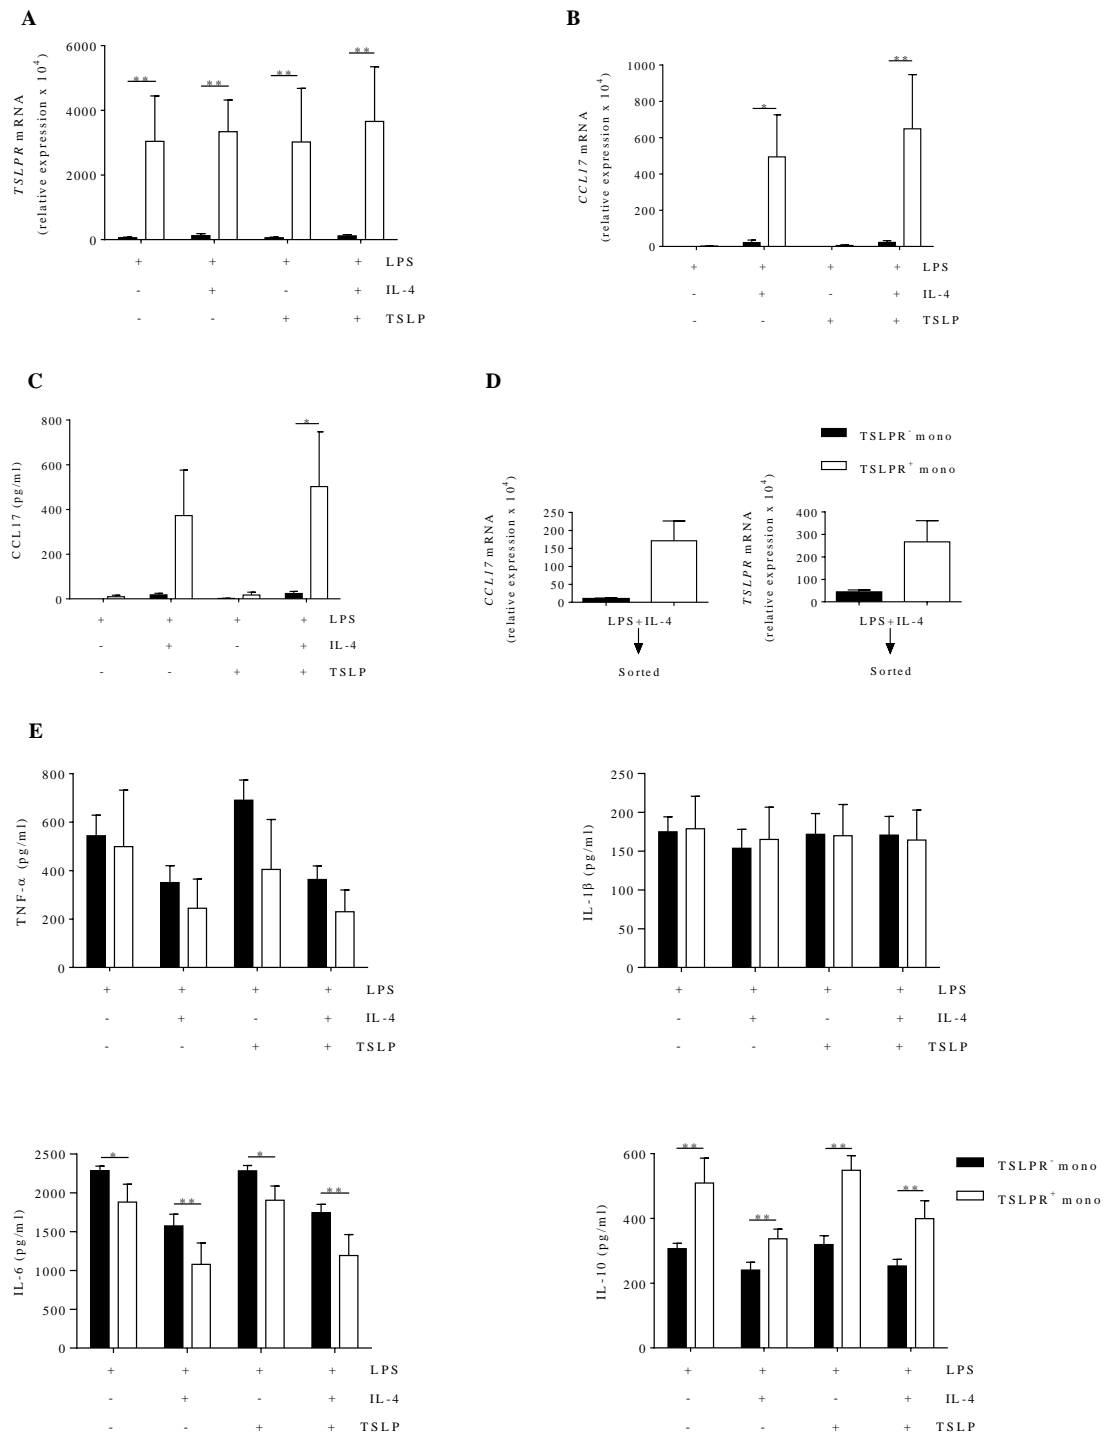 A
TSLPR mRNA
(relative expression x 10⁴)
6000
4000
2000
0
** ** ** **
+ + + + LPS
- + - + IL-4
- - + + TSLP
B
CCL17 mRNA
(relative expression x 10⁴)
1000
800
600
400
200
0
* **
+ + + + LPS
- + - + IL-4
- - + + TSLP
C
CCL17 (pg/ml)
800
600
400
200
0
*
+ + + + LPS
- + - + IL-4
- - + + TSLP
D
CCL17 mRNA
(relative expression x 10⁴)
250
200
150
100
50
0
LPS+IL-4
Sorted
TSLPR⁻ mono
TSLPR⁺ mono
TSLPR mRNA
(relative expression x 10⁴)
400
300
200
100
0
LPS+IL-4
Sorted
E
TNF-α (pg/ml)
800
600
400
200
0
+ + + + LPS
- + - + IL-4
- - + + TSLP
IL-1β (pg/ml)
250
200
150
100
50
0
+ + + + LPS
- + - + IL-4
- - + + TSLP
IL-6 (pg/ml)
2500
2000
1500
1000
500
0
* ** * **
+ + + + LPS
- + - + IL-4
- - + + TSLP
IL-10 (pg/ml)
600
400
200
0
** ** ** **
+ + + + LPS
- + - + IL-4
- - + + TSLP
TSLPR⁻ mono
TSLPR⁺ mono